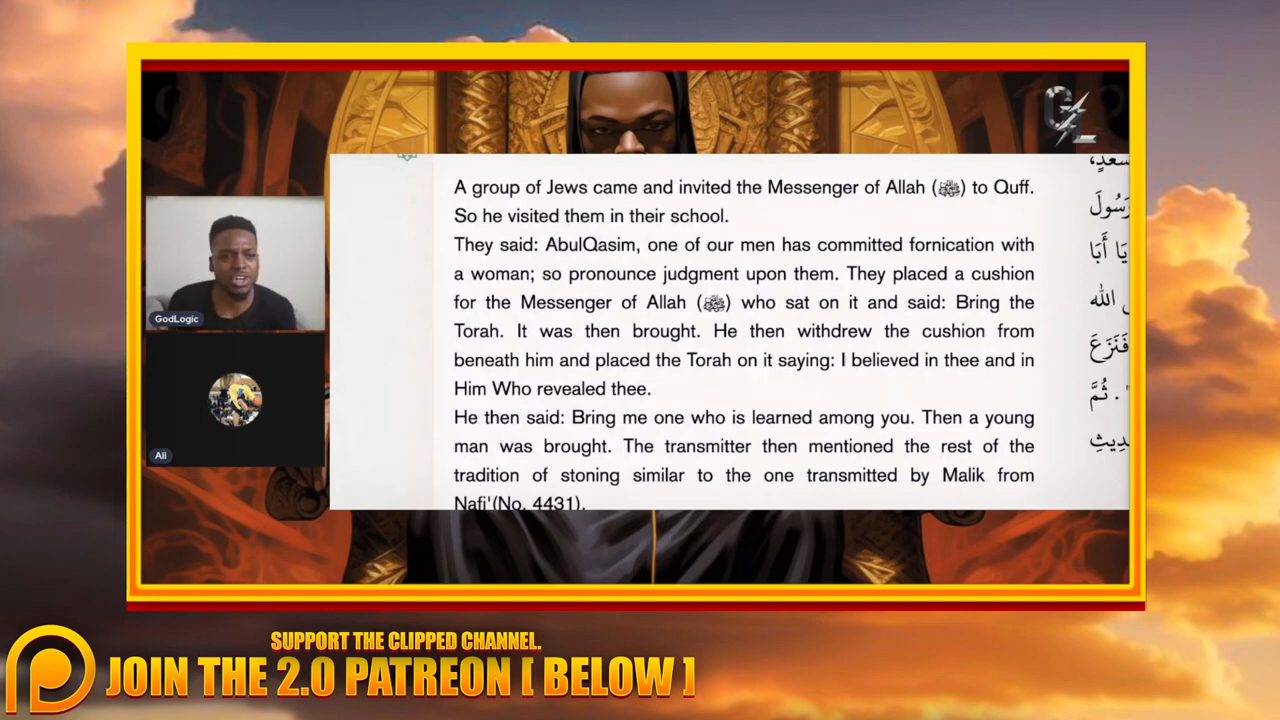 GL
A group of Jews came and invited the Messenger of Allah (ﷺ) to Quff.
So he visited them in their school.
They said: AbulQasim, one of our men has committed fornication with
a woman; so pronounce judgment upon them. They placed a cushion
for the Messenger of Allah (ﷺ) who sat on it and said: Bring the
Torah. It was then brought. He then withdrew the cushion from
beneath him and placed the Torah on it saying: I believed in thee and in
Him Who revealed thee.
He then said: Bring me one who is learned among you. Then a young
man was brought. The transmitter then mentioned the rest of the
tradition of stoning similar to the one transmitted by Malik from
Nafi'(No. 4431).
سَعْدٍ،
رَسُولَ
يَا أَبَا
الله
فَنَزَعَ
". ثُمَّ
GodLogic
Ali
SUPPORT THE CLIPPED CHANNEL.
JOIN THE 2.0 PATREON [ BELOW ]